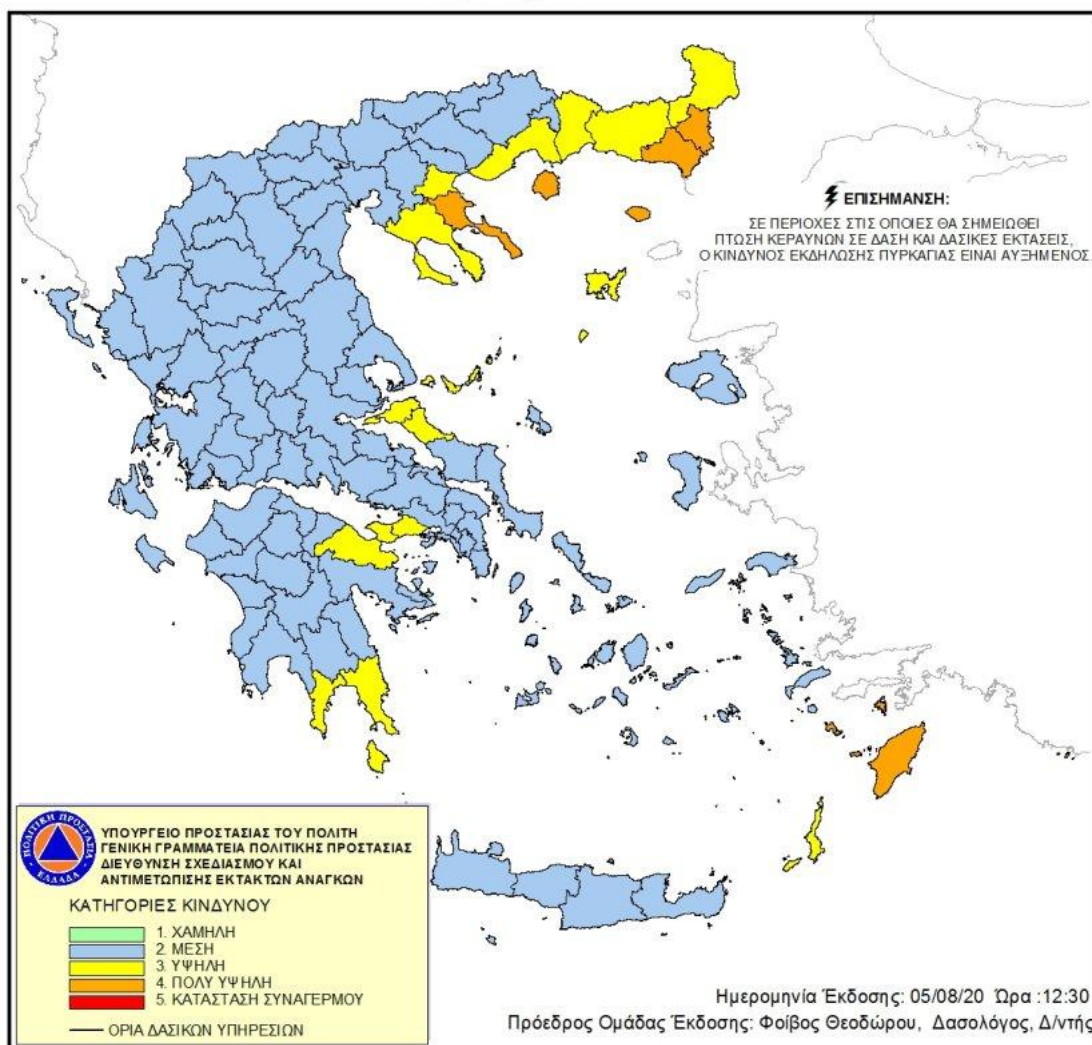 ΕΠΙΣΗΜΑΝΣΗ:
ΣΕ ΠΕΡΙΟΧΕΣ ΣΤΙΣ ΟΠΟΙΕΣ ΘΑ ΣΗΜΕΙΩΘΕΙ
ΠΤΩΣΗ ΚΕΡΑΥΝΩΝ ΣΕ ΔΑΣΗ ΚΑΙ ΔΑΣΙΚΕΣ ΕΚΤΑΣΕΙΣ,
Ο ΚΙΝΔΥΝΟΣ ΕΚΔΗΛΩΣΗΣ ΠΥΡΚΑΓΙΑΣ ΕΙΝΑΙ ΑΥΞΗΜΕΝΟΣ
ΠΟΛΙΤΙΚΗ ΠΡΟΣΤΑΣΙΑ
ΕΛΛΑΔΑ
ΥΠΟΥΡΓΕΙΟ ΠΡΟΣΤΑΣΙΑΣ ΤΟΥ ΠΟΛΙΤΗ
ΓΕΝΙΚΗ ΓΡΑΜΜΑΤΕΙΑ ΠΟΛΙΤΙΚΗΣ ΠΡΟΣΤΑΣΙΑΣ
ΔΙΕΥΘΥΝΣΗ ΣΧΕΔΙΑΣΜΟΥ ΚΑΙ
ΑΝΤΙΜΕΤΩΠΙΣΗΣ ΕΚΤΑΚΤΩΝ ΑΝΑΓΚΩΝ
ΚΑΤΗΓΟΡΙΕΣ ΚΙΝΔΥΝΟΥ
1. ΧΑΜΗΛΗ
2. ΜΕΣΗ
3. ΥΨΗΛΗ
4. ΠΟΛΥ ΥΨΗΛΗ
5. ΚΑΤΑΣΤΑΣΗ ΣΥΝΑΓΕΡΜΟΥ
ΟΡΙΑ ΔΑΣΙΚΩΝ ΥΠΗΡΕΣΙΩΝ
Ημερομηνία Έκδοσης: 05/08/20 Ώρα :12:30
Πρόεδρος Ομάδας Έκδοσης: Φοίβος Θεοδώρου, Δασολόγος, Δ/ντής